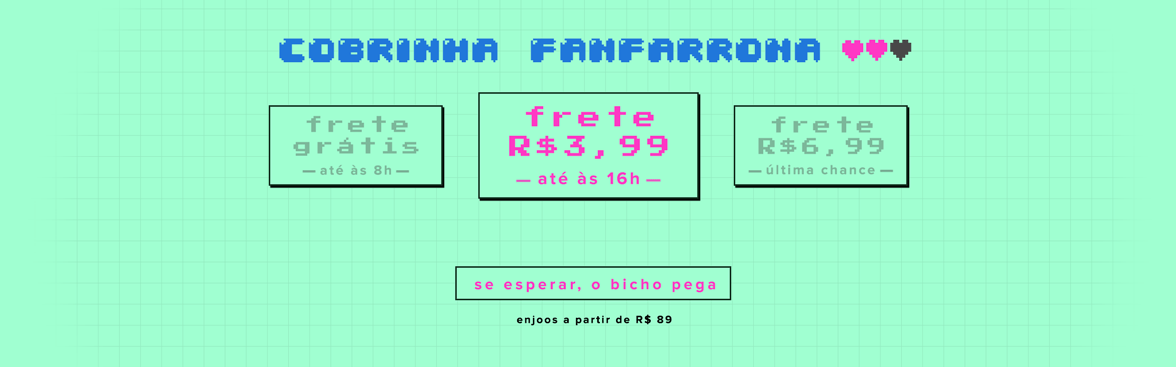 COBRINHA FANFARRONA
frete
grátis
— até às 8h —
frete
R$3,99
— até às 16h —
frete
R$6,99
— última chance —
se esperar, o bicho pega
enjoos a partir de R$ 89